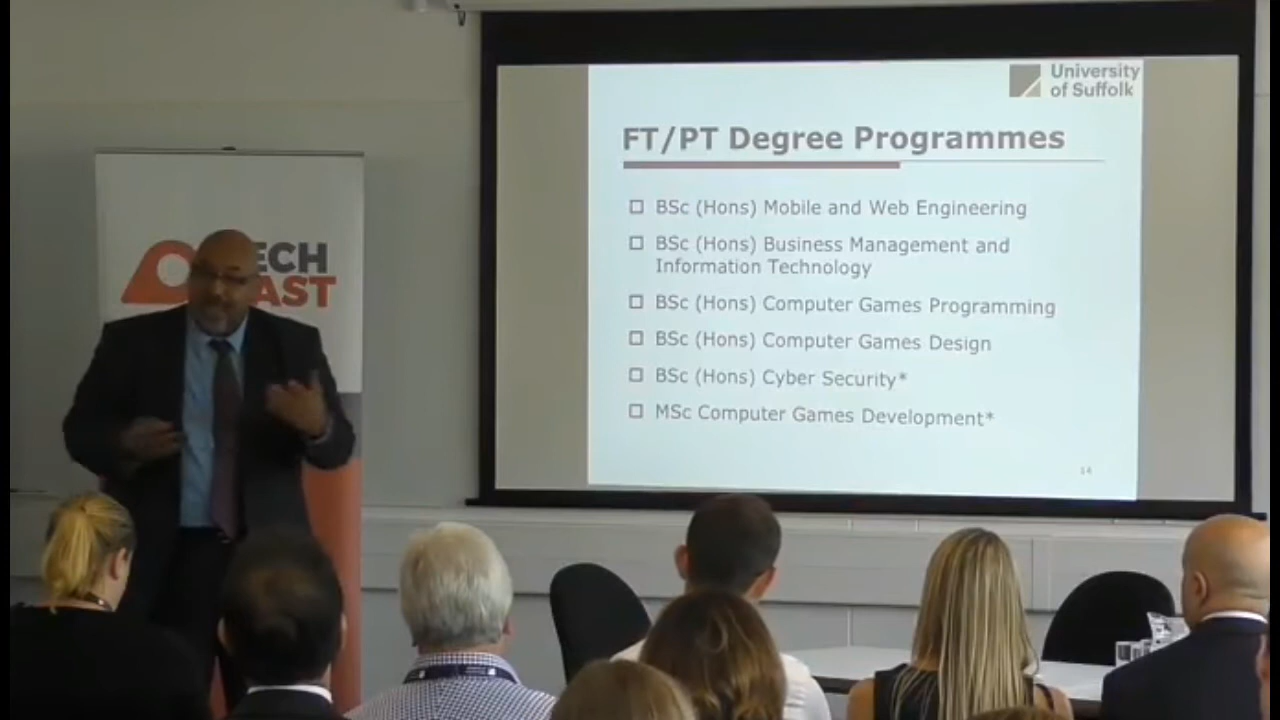 University
of Suffolk
FT/PT Degree Programmes
BSc (Hons) Mobile and Web Engineering
BSc (Hons) Business Management and
Information Technology
BSc (Hons) Computer Games Programming
BSc (Hons) Computer Games Design
BSc (Hons) Cyber Security*
MSc Computer Games Development*
14
ECH
AST